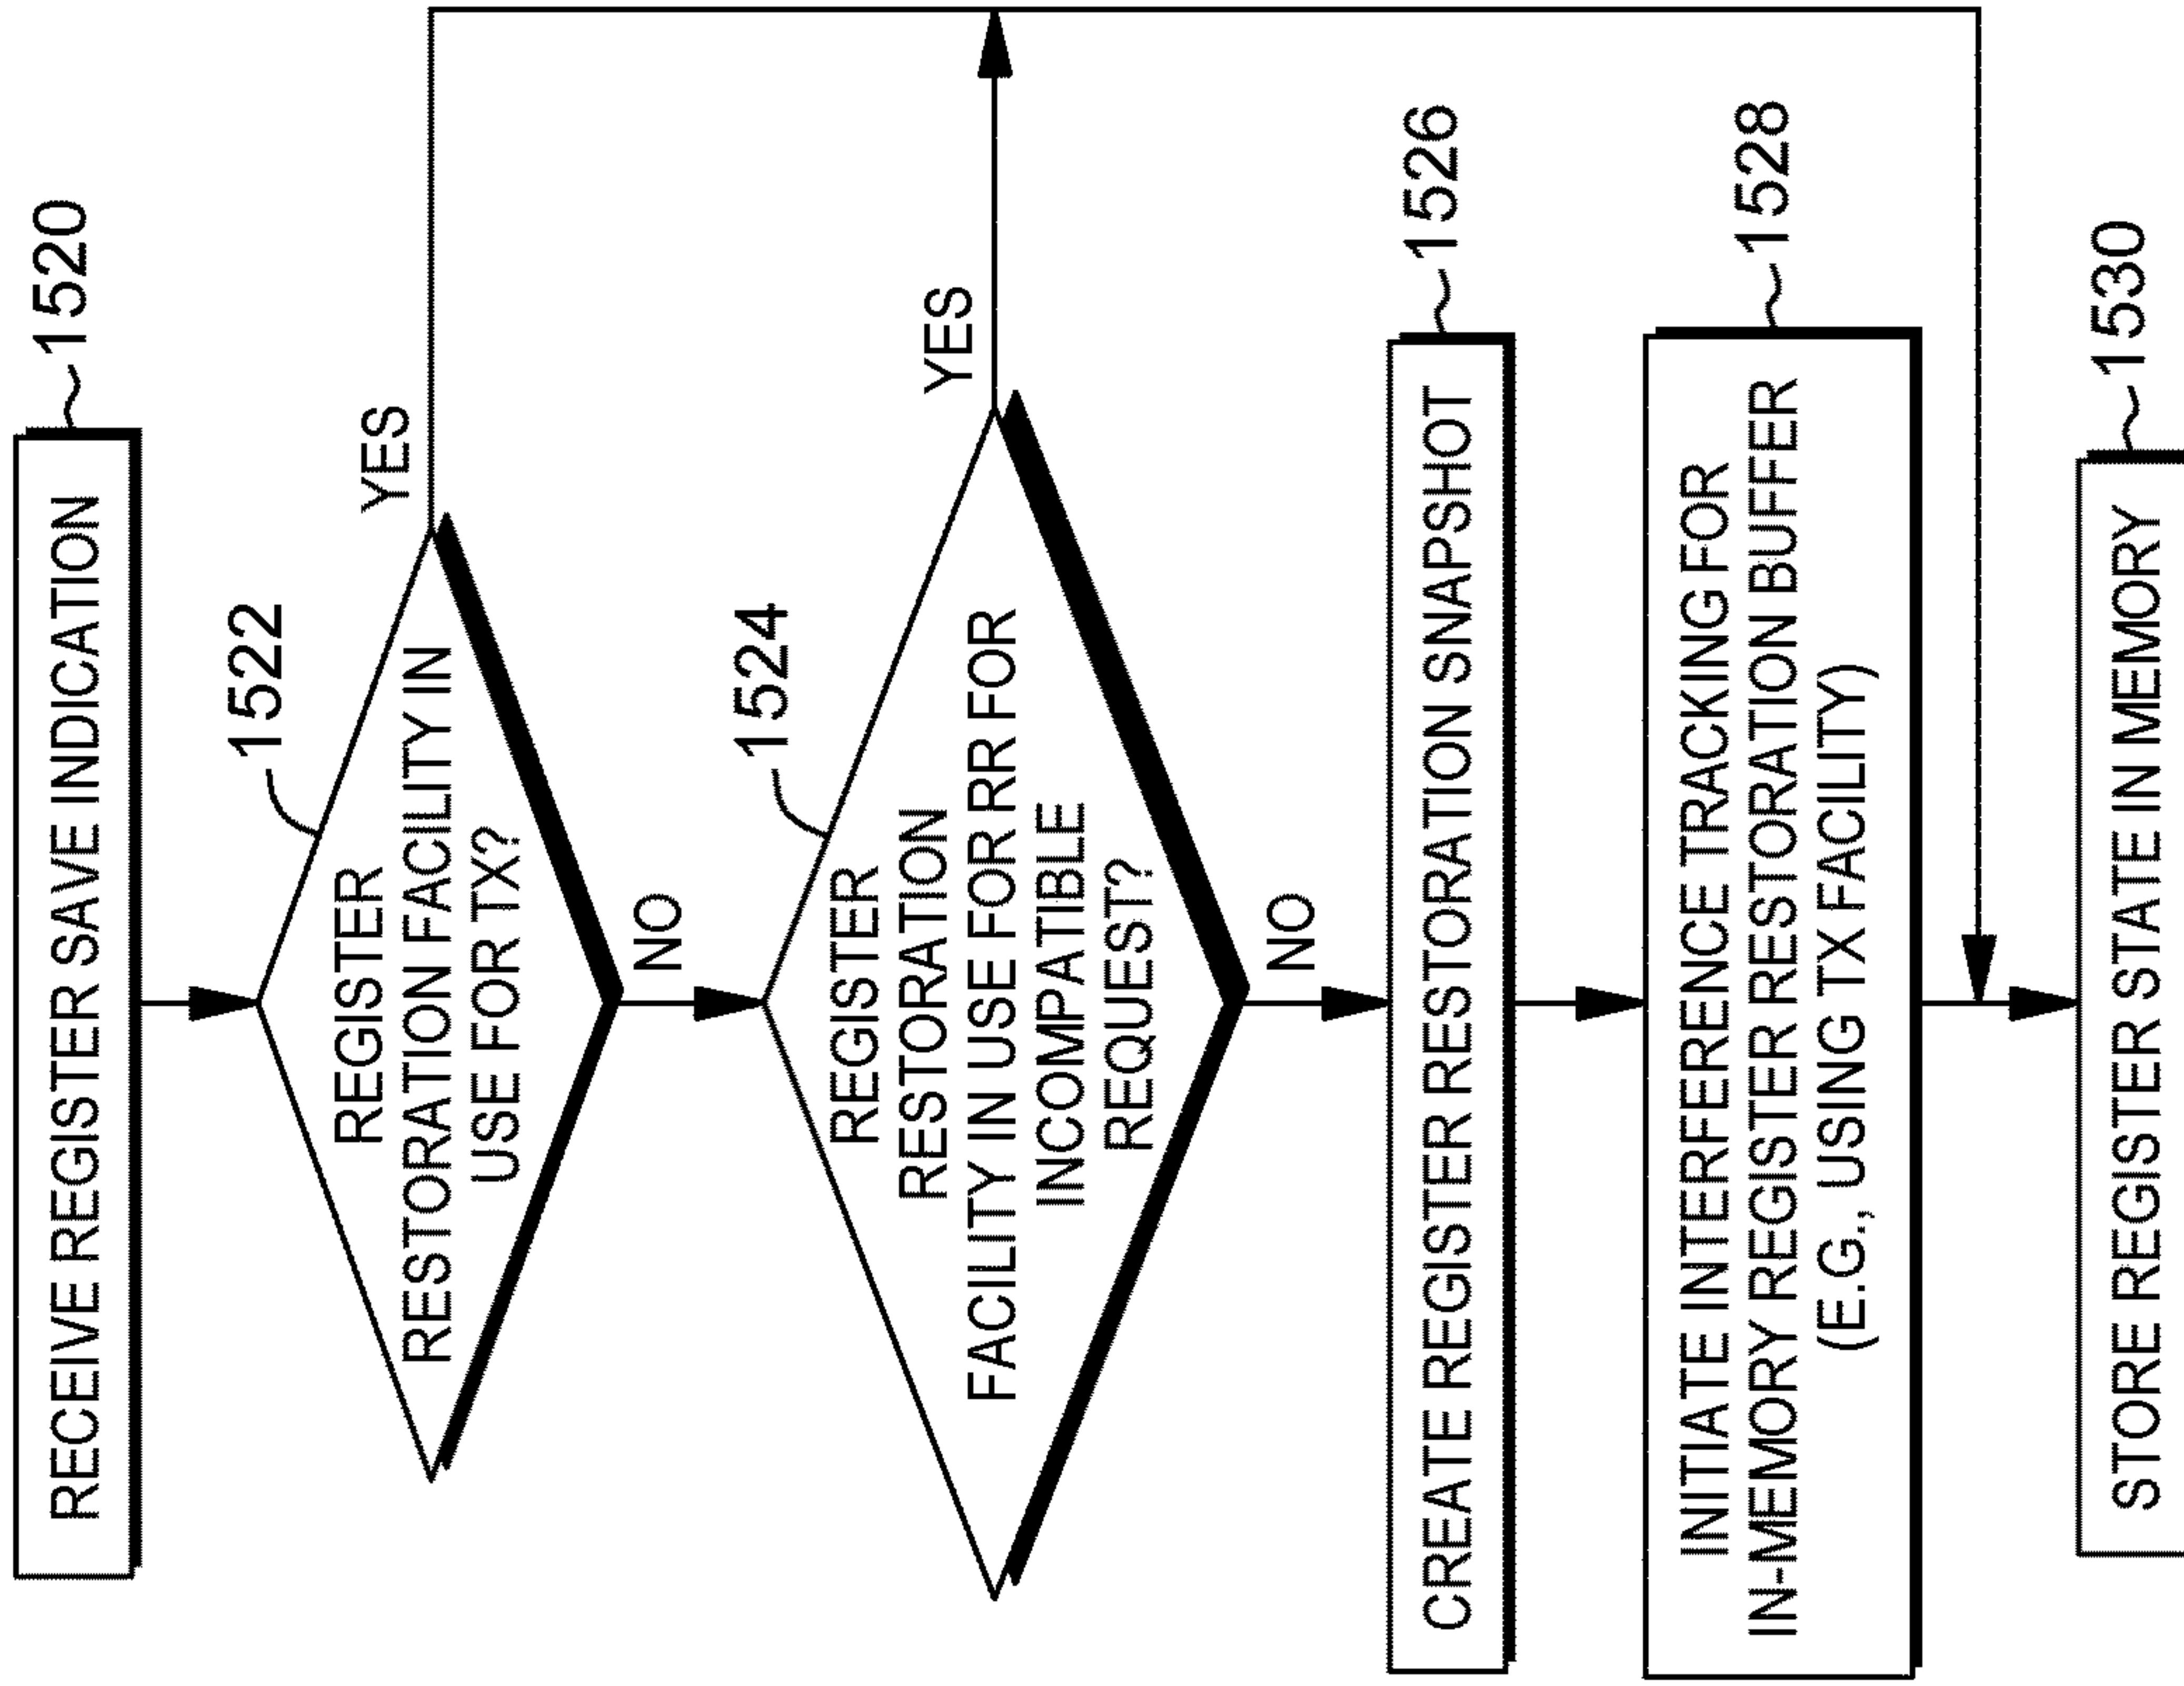 RECEIVE REGISTER SAVE INDICATION
1520
1522
REGISTER
RESTORATION FACILITY IN
USE FOR TX?
YES
NO
1524
REGISTER
RESTORATION
FACILITY IN USE FOR RR FOR
INCOMPATIBLE
REQUEST?
YES
NO
CREATE REGISTER RESTORATION SNAPSHOT
1526
INITIATE INTERFERENCE TRACKING FOR
IN-MEMORY REGISTER RESTORATION BUFFER
(E.G., USING TX FACILITY)
1528
STORE REGISTER STATE IN MEMORY
1530